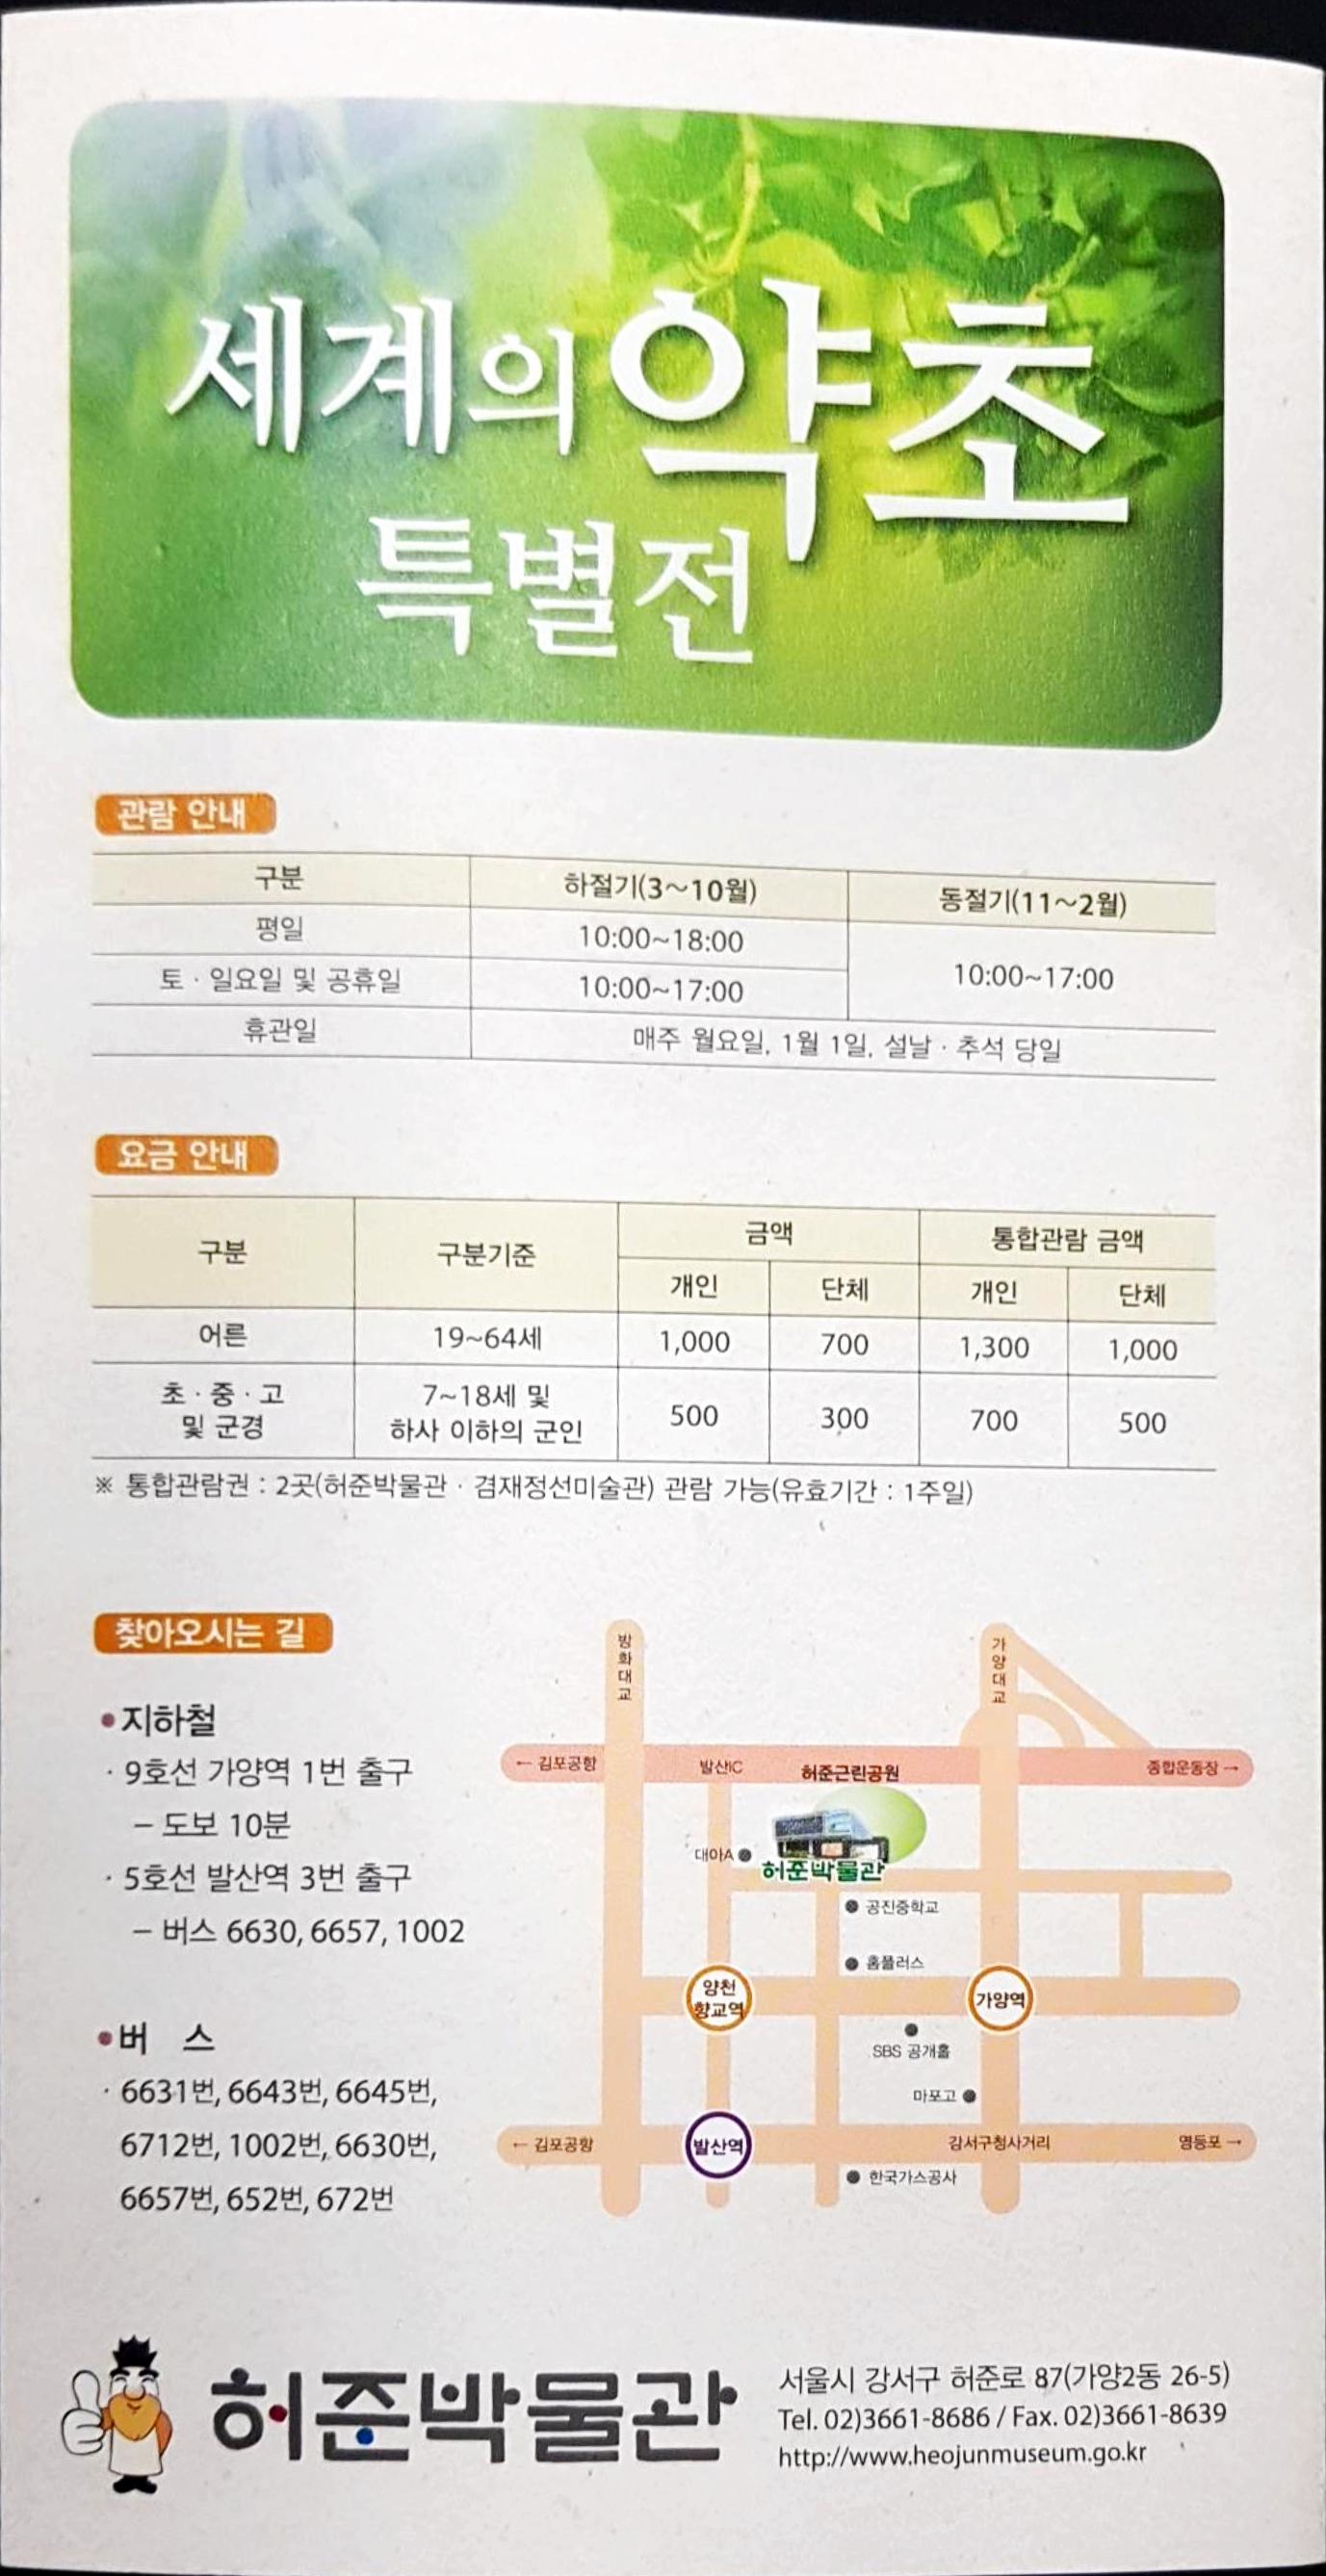 세계의 약초
특별전
관람 안내
구분 하절기(3~10월) 동절기(11~2월)
평일 10:00~18:00 10:00~17:00
토 · 일요일 및 공휴일 10:00~17:00
휴관일 매주 월요일, 1월 1일, 설날 · 추석 당일
요금 안내
구분 구분기준 금액 통합관람 금액
개인 단체 개인 단체
어른 19~64세 1,000 700 1,300 1,000
초 · 중 · 고
및 군경
7~18세 및
하사 이하의 군인
500 300 700 500
※ 통합관람권 : 2곳(허준박물관 · 겸재정선미술관) 관람 가능(유효기간 : 1주일)
찾아오시는 길
•지하철
· 9호선 가양역 1번 출구
– 도보 10분
· 5호선 발산역 3번 출구
– 버스 6630, 6657, 1002
•버 스
· 6631번, 6643번, 6645번,
6712번, 1002번, 6630번,
6657번, 652번, 672번
방화대교
가양대교
← 김포공항
발산IC
허준근린공원
종합운동장 →
대아A
허준박물관
공진중학교
홈플러스
양천
향교역
가양역
SBS 공개홀
마포고
← 김포공항
발산역
강서구청사거리
영등포 →
한국가스공사
허준박물관
서울시 강서구 허준로 87(가양2동 26-5)
Tel. 02)3661-8686 / Fax. 02)3661-8639
http://www.heojunmuseum.go.kr